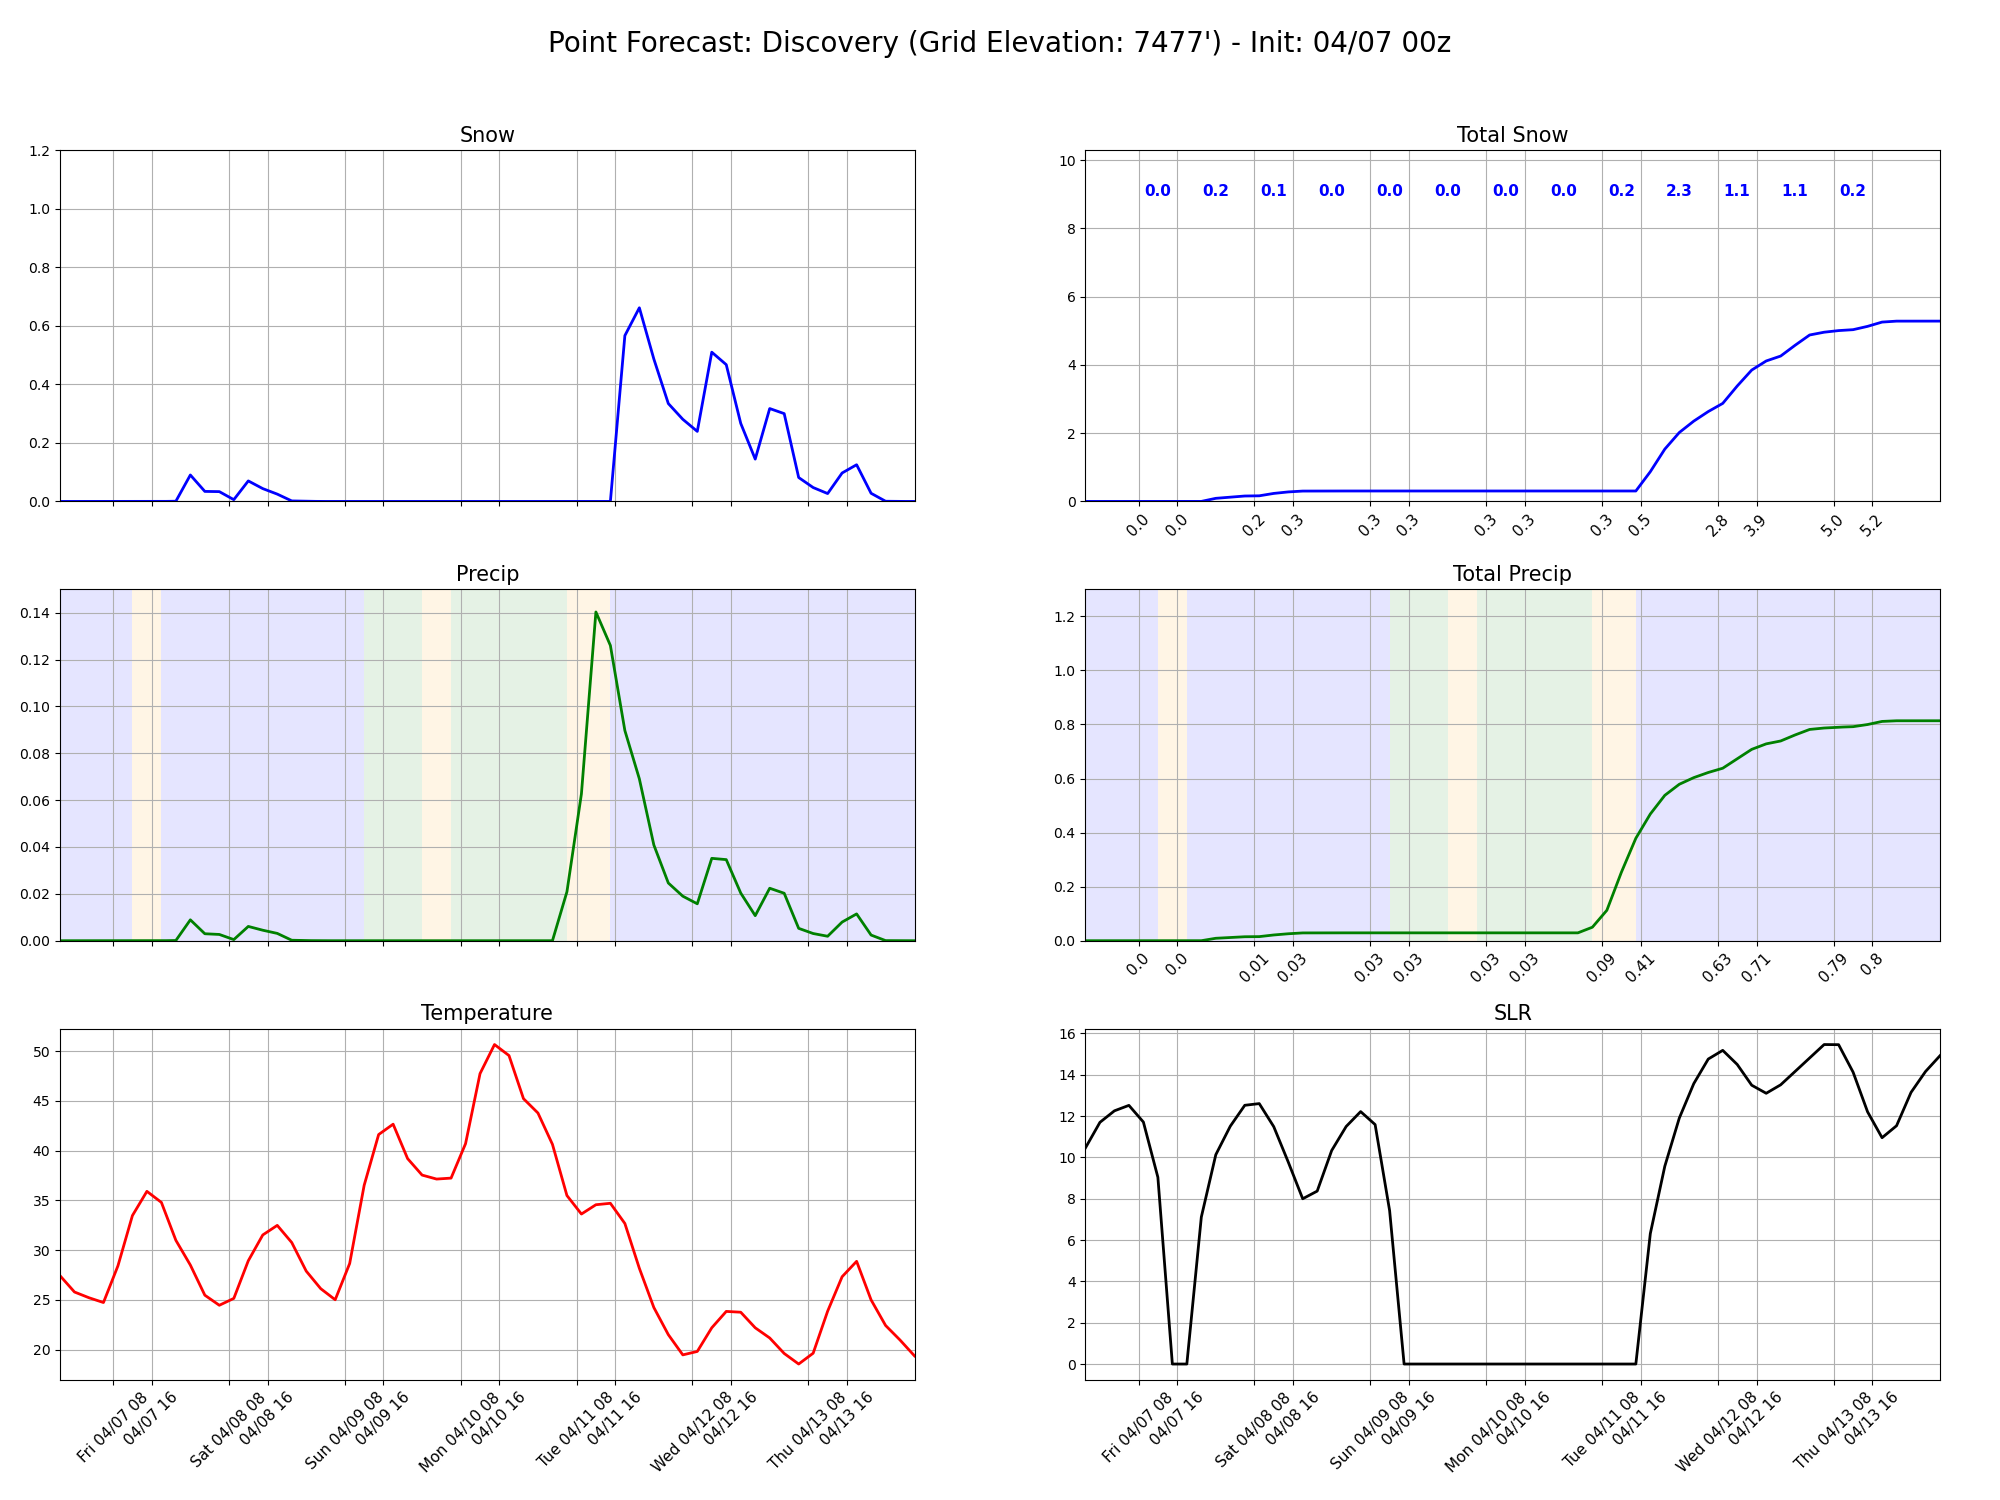 Point Forecast: Discovery (Grid Elevation: 7477') - Init: 04/07 00z
Snow
1.2
1.0
0.8
0.6
0.4
0.2
0.0
Total Snow
10
8
6
4
2
0
0.0 0.2 0.1 0.0 0.0 0.0 0.0 0.0 0.2 2.3 1.1 1.1 0.2
0.0 0.0 0.2 0.3 0.3 0.3 0.3 0.3 0.3 0.5 2.8 3.9 5.0 5.2
Precip
0.14
0.12
0.10
0.08
0.06
0.04
0.02
0.00
Total Precip
1.2
1.0
0.8
0.6
0.4
0.2
0.0
0.0 0.0 0.01 0.03 0.03 0.03 0.03 0.03 0.09 0.41 0.63 0.71 0.79 0.8
Temperature
50
45
40
35
30
25
20
Fri 04/07 08
04/07 16
Sat 04/08 08
04/08 16
Sun 04/09 08
04/09 16
Mon 04/10 08
04/10 16
Tue 04/11 08
04/11 16
Wed 04/12 08
04/12 16
Thu 04/13 08
04/13 16
SLR
16
14
12
10
8
6
4
2
0
Fri 04/07 08
04/07 16
Sat 04/08 08
04/08 16
Sun 04/09 08
04/09 16
Mon 04/10 08
04/10 16
Tue 04/11 08
04/11 16
Wed 04/12 08
04/12 16
Thu 04/13 08
04/13 16